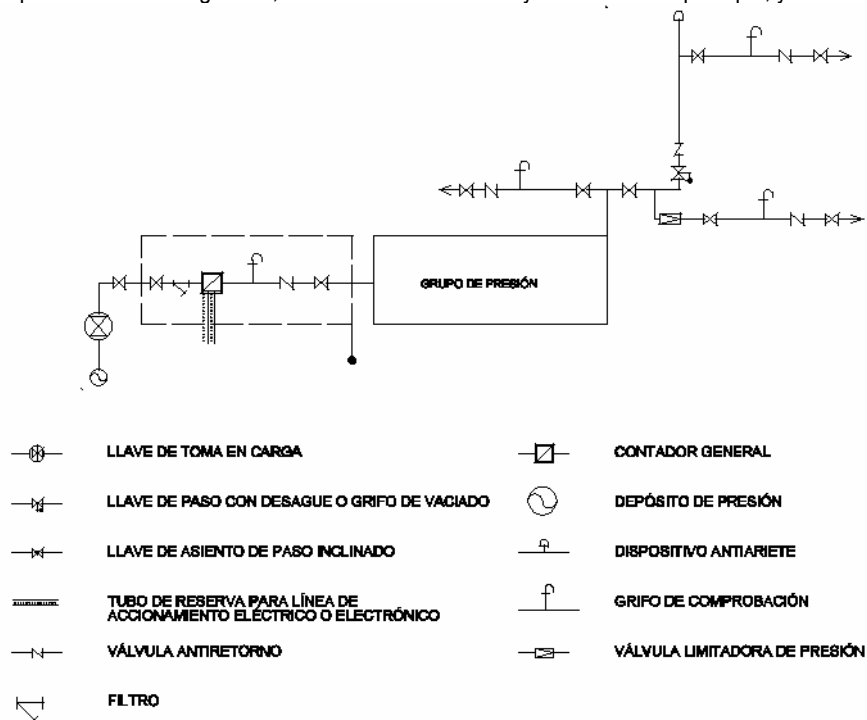 GRUPO DE PRESIÓN
LLAVE DE TOMA EN CARGA
CONTADOR GENERAL
LLAVE DE PASO CON DESAGUE O GRIFO DE VACIADO
DEPÓSITO DE PRESIÓN
LLAVE DE ASIENTO DE PASO INCLINADO
DISPOSITIVO ANTIARIETE
TUBO DE RESERVA PARA LÍNEA DE
ACCIONAMIENTO ELÉCTRICO O ELECTRÓNICO
GRIFO DE COMPROBACIÓN
VÁLVULA ANTIRETORNO
VÁLVULA LIMITADORA DE PRESIÓN
FILTRO